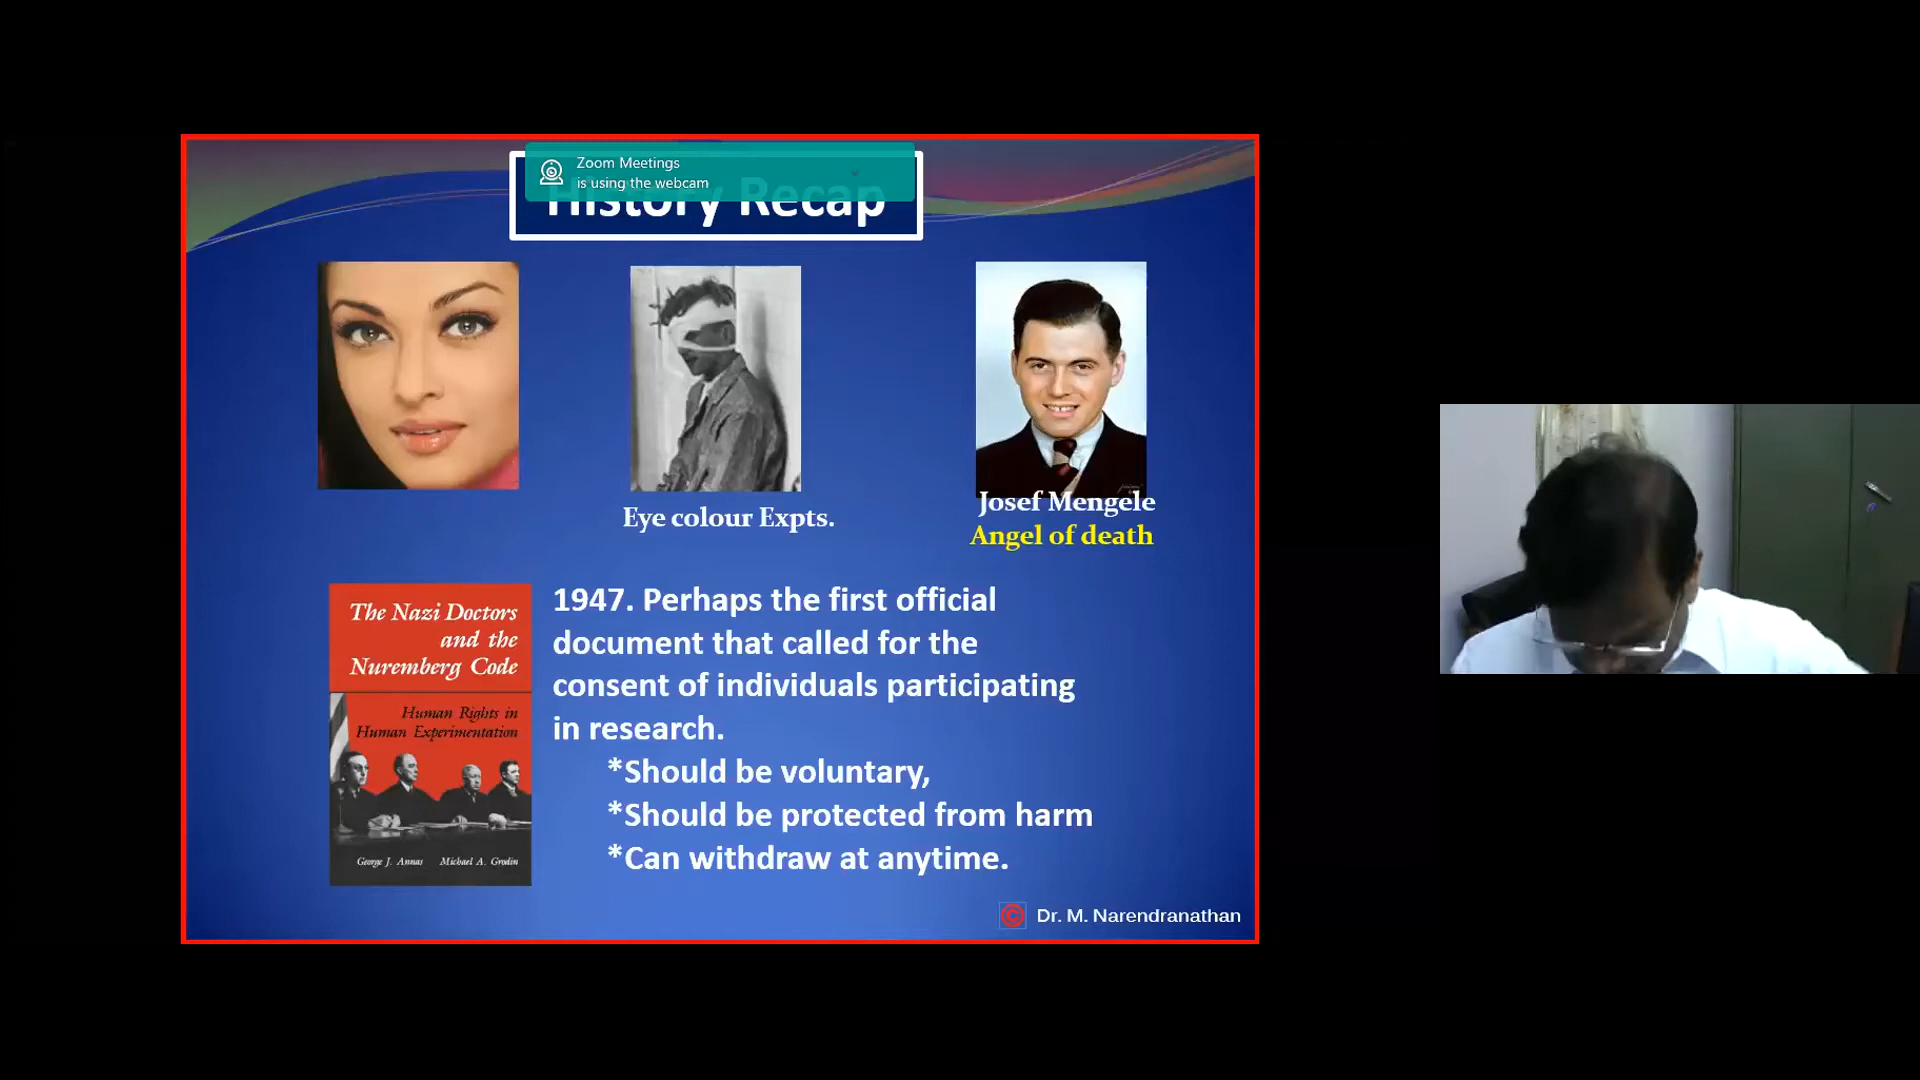 Zoom Meetings
is using the webcam
History Recap
Eye colour Expts.
Josef Mengele
Angel of death
The Nazi Doctors
and the
Nuremberg Code
Human Rights in
Human Experimentation
George J. Annas Michael A. Grodin
1947. Perhaps the first official
document that called for the
consent of individuals participating
in research.
*Should be voluntary,
*Should be protected from harm
*Can withdraw at anytime.
© Dr. M. Narendranathan